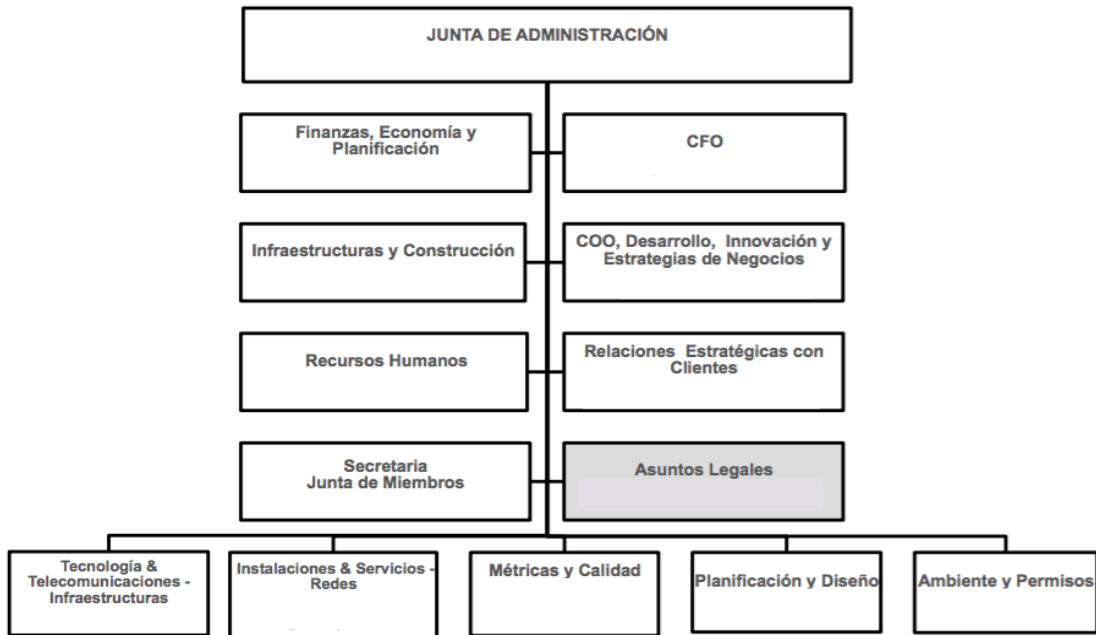 JUNTA DE ADMINISTRACIÓN
Finanzas, Economía y
Planificación
CFO
Infraestructuras y Construcción
COO, Desarrollo, Innovación y
Estrategias de Negocios
Recursos Humanos
Relaciones Estratégicas con
Clientes
Secretaria
Junta de Miembros
Asuntos Legales
Tecnología &
Telecomunicaciones -
Infraestructuras
Instalaciones & Servicios -
Redes
Métricas y Calidad
Planificación y Diseño
Ambiente y Permisos